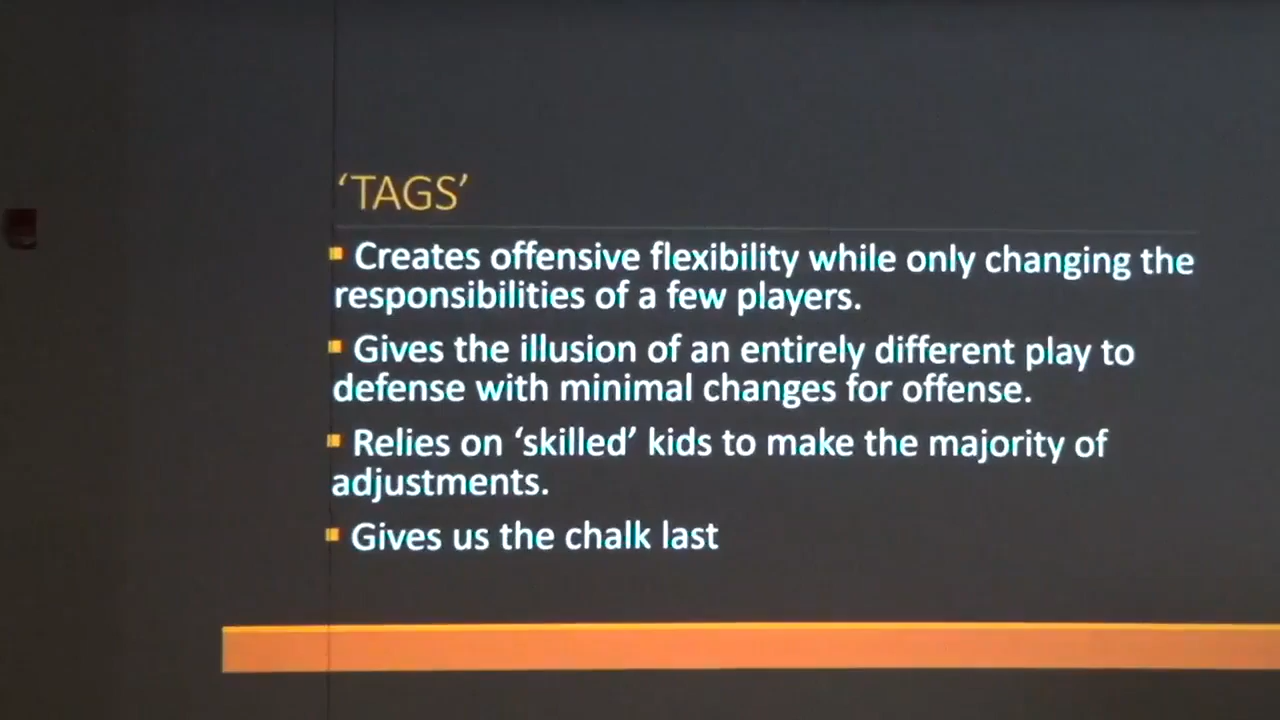 ‘TAGS’
Creates offensive flexibility while only changing the
responsibilities of a few players.
Gives the illusion of an entirely different play to
defense with minimal changes for offense.
Relies on ‘skilled’ kids to make the majority of
adjustments.
Gives us the chalk last